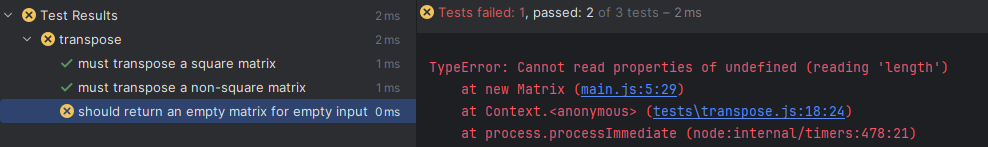 Test Results 2 ms
transpose 2 ms
must transpose a square matrix 1 ms
must transpose a non-square matrix 1 ms
should return an empty matrix for empty input 0 ms
Tests failed: 1, passed: 2 of 3 tests – 2 ms
TypeError: Cannot read properties of undefined (reading 'length')
at new Matrix (main.js:5:29)
at Context.<anonymous> (tests\transpose.js:18:24)
at process.processImmediate (node:internal/timers:478:21)